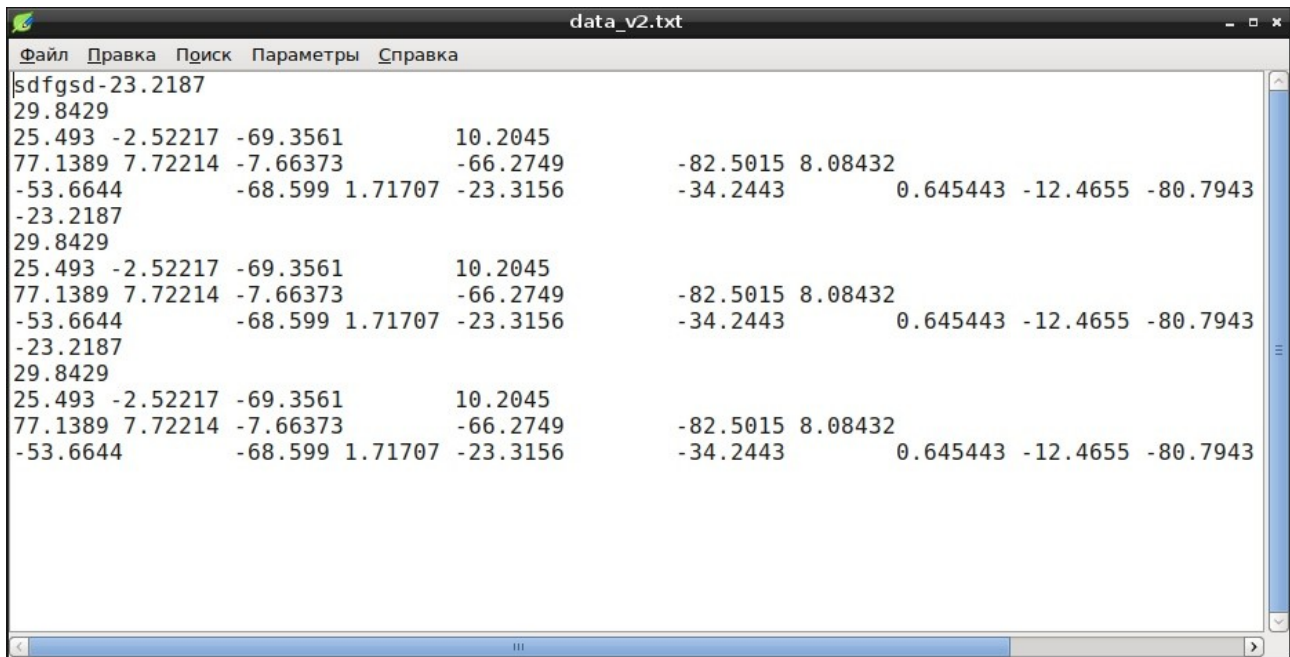 data_v2.txt
Файл Правка Поиск Параметры Справка
sdfgsd-23.2187
29.8429
25.493 -2.52217 -69.3561 10.2045
77.1389 7.72214 -7.66373 -66.2749 -82.5015 8.08432
-53.6644 -68.599 1.71707 -23.3156 -34.2443 0.645443 -12.4655 -80.7943
-23.2187
29.8429
25.493 -2.52217 -69.3561 10.2045
77.1389 7.72214 -7.66373 -66.2749 -82.5015 8.08432
-53.6644 -68.599 1.71707 -23.3156 -34.2443 0.645443 -12.4655 -80.7943
-23.2187
29.8429
25.493 -2.52217 -69.3561 10.2045
77.1389 7.72214 -7.66373 -66.2749 -82.5015 8.08432
-53.6644 -68.599 1.71707 -23.3156 -34.2443 0.645443 -12.4655 -80.7943